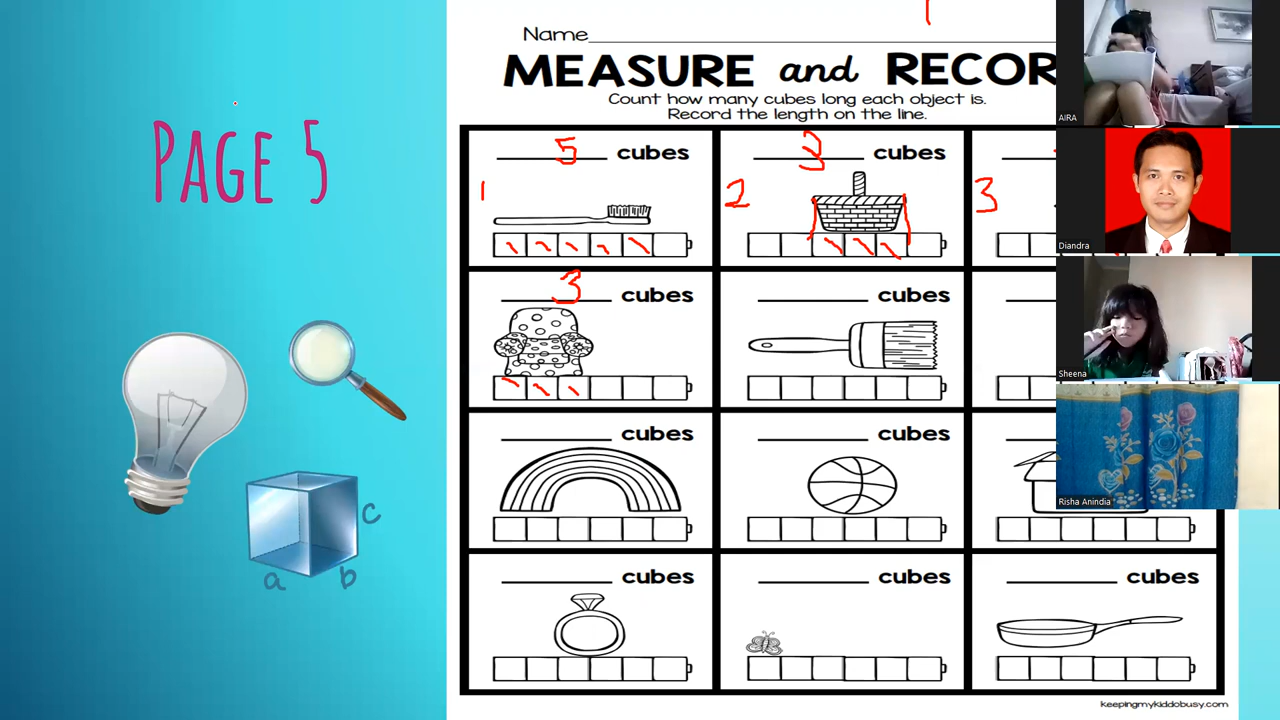 PAGE 5
1
Name
MEASURE and RECOR
Count how many cubes long each object is.
Record the length on the line.
5 cubes
3 cubes
1
2
3
3 cubes
cubes
cubes
cubes
cubes
cubes
cubes
a
b
c
AIRA
Diandra
Sheena
Risha Anindia
keepingmykiddobusy.com